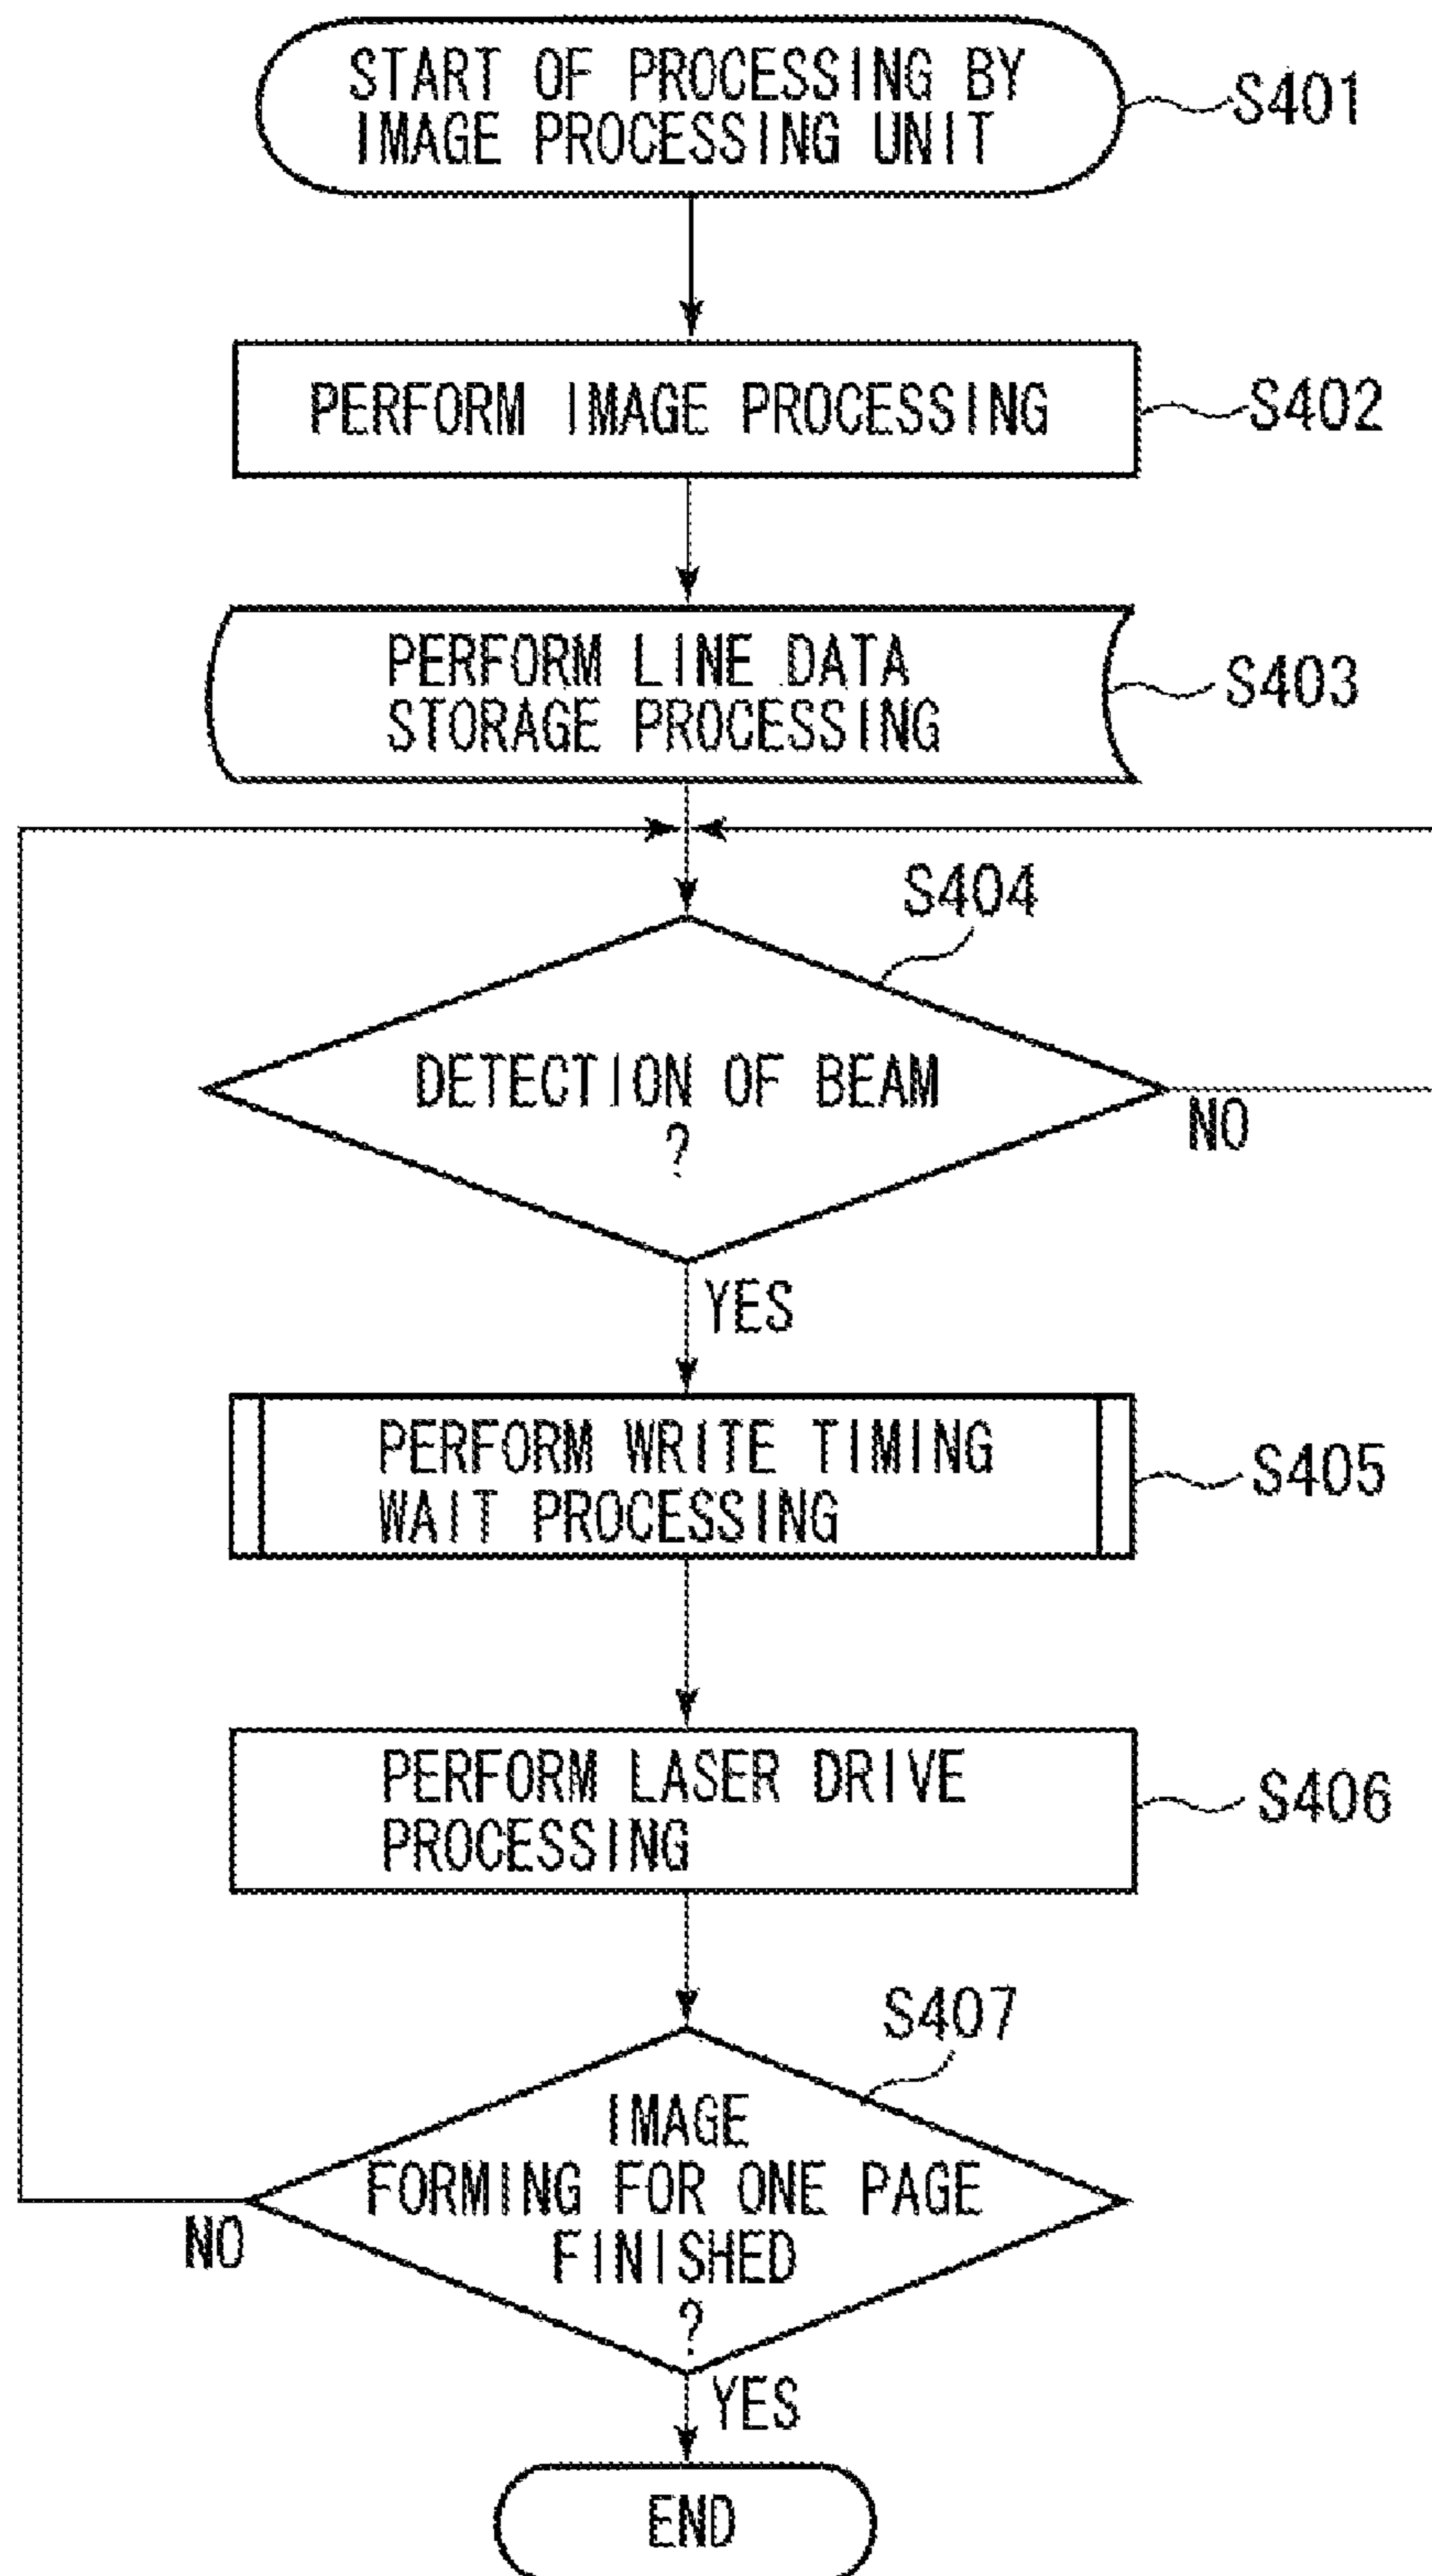 START OF PROCESSING BY
IMAGE PROCESSING UNIT
S401
PERFORM IMAGE PROCESSING
S402
PERFORM LINE DATA
STORAGE PROCESSING
S403
S404
DETECTION OF BEAM
?
NO
YES
PERFORM WRITE TIMING
WAIT PROCESSING
S405
PERFORM LASER DRIVE
PROCESSING
S406
S407
IMAGE
FORMING FOR ONE PAGE
FINISHED
?
NO
YES
END